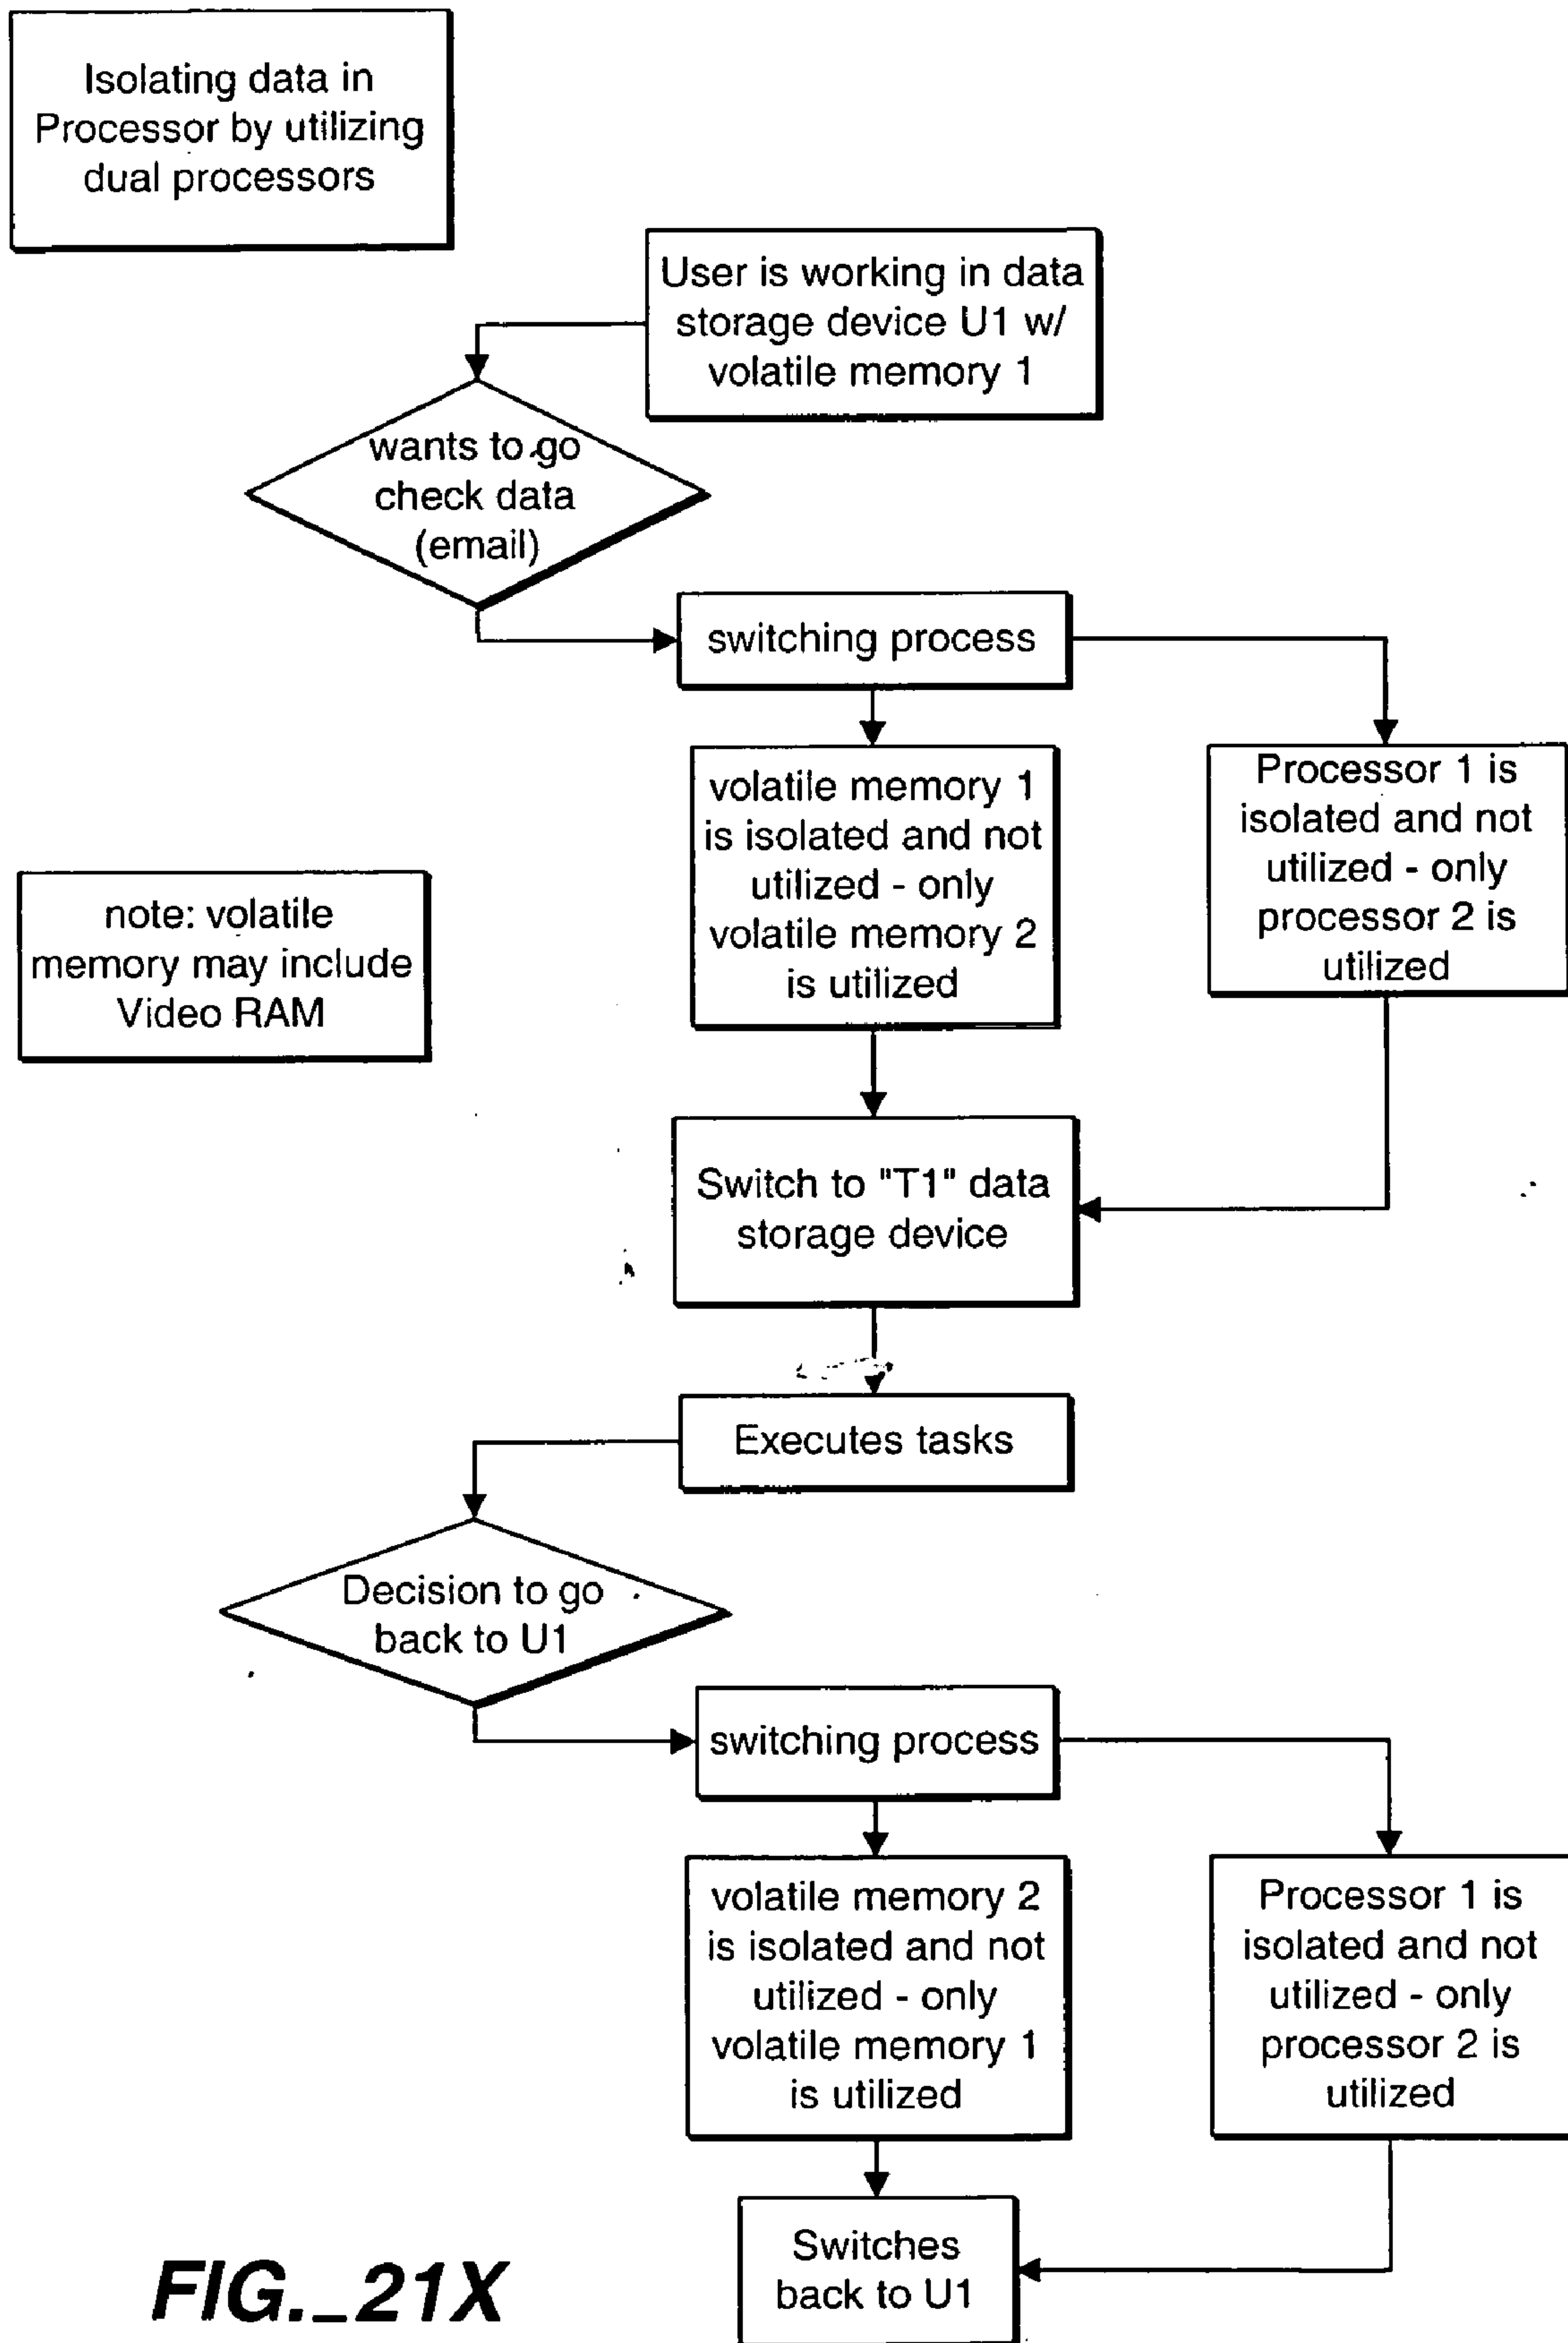 Isolating data in
Processor by utilizing
dual processors
User is working in data
storage device U1 w/
volatile memory 1
wants to go
check data
(email)
switching process
volatile memory 1
is isolated and not
utilized - only
volatile memory 2
is utilized
Processor 1 is
isolated and not
utilized - only
processor 2 is
utilized
note: volatile
memory may include
Video RAM
Switch to "T1" data
storage device
Executes tasks
Decision to go
back to U1
switching process
volatile memory 2
is isolated and not
utilized - only
volatile memory 1
is utilized
Processor 1 is
isolated and not
utilized - only
processor 2 is
utilized
Switches
back to U1
FIG._21X